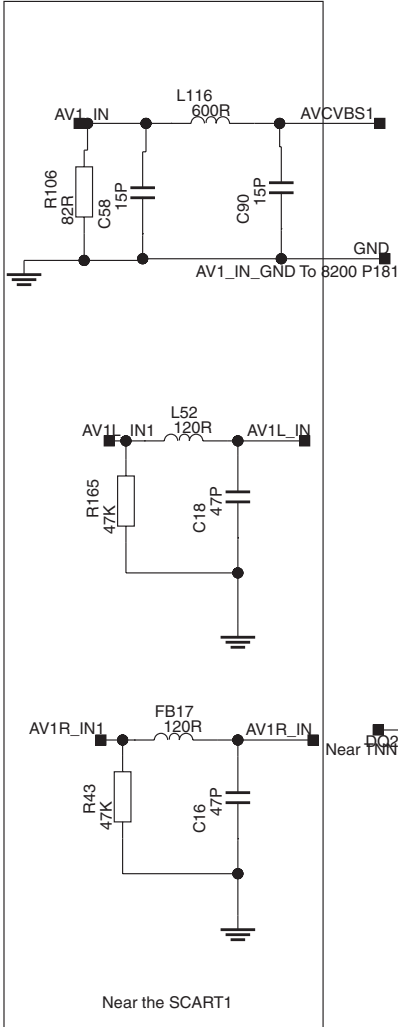 L116
600R
AV1_IN
AVCVBS1
R106
82R
C58
15P
C90
15P
GND
AV1_IN_GND To 8200 P181
L52
120R
AV1L_IN1
AV1L_IN
R165
47K
C18
47P
FB17
120R
AV1R_IN1
AV1R_IN
DQ2
Near TNN
R43
47K
C16
47P
Near the SCART1